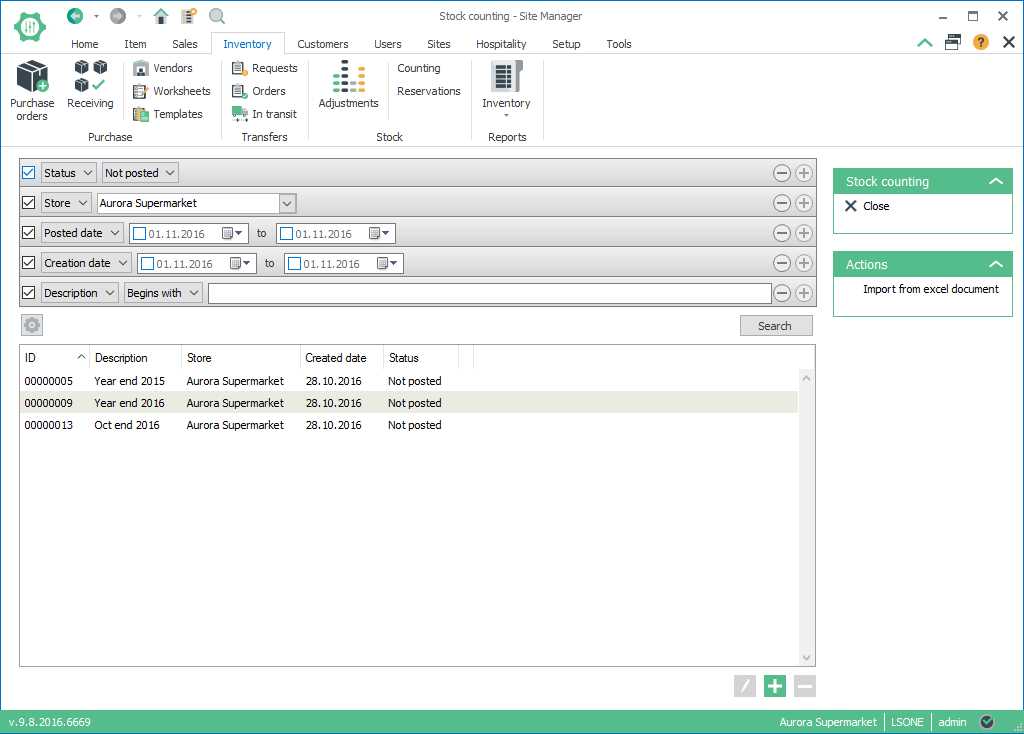 Stock counting - Site Manager
Home Item Sales Inventory Customers Users Sites Hospitality Setup Tools
Purchase orders
Receiving
Vendors
Worksheets
Templates
Purchase
Requests
Orders
In transit
Transfers
Adjustments
Counting
Reservations
Stock
Inventory
Reports
Status Not posted
Store Aurora Supermarket
Posted date 01.11.2016 to 01.11.2016
Creation date 01.11.2016 to 01.11.2016
Description Begins with
Search
ID Description Store Created date Status
00000005 Year end 2015 Aurora Supermarket 28.10.2016 Not posted
00000009 Year end 2016 Aurora Supermarket 28.10.2016 Not posted
00000013 Oct end 2016 Aurora Supermarket 28.10.2016 Not posted
Stock counting
Close
Actions
Import from excel document
v.9.8.2016.6669 Aurora Supermarket LSONE admin